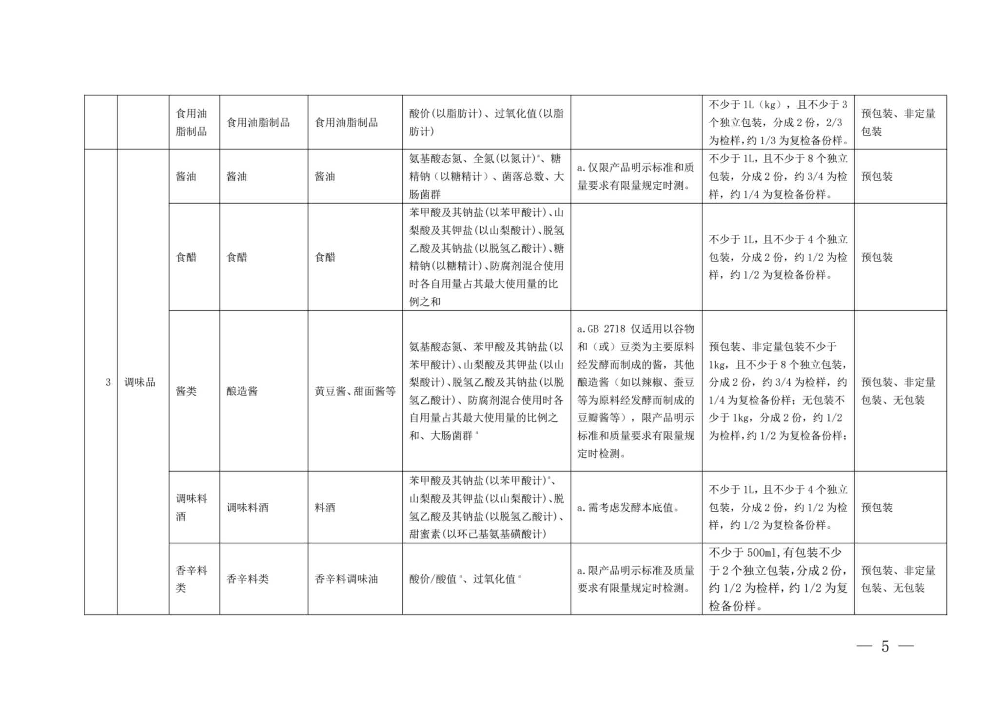 食用油
脂制品
食用油脂制品
食用油脂制品
酸价(以脂肪计)、过氧化值(以脂
肪计)
不少于 1L（kg），且不少于 3
个独立包装，分成 2 份，2/3
为检样，约 1/3 为复检备份样。
预包装、非定量
包装
3
调味品
酱油
酱油
酱油
氨基酸态氮、全氮(以氮计)ᵃ、糖
精钠（以糖精计）、菌落总数、大
肠菌群
a.仅限产品明示标准和质
量要求有限量规定时测。
不少于 1L，且不少于 8 个独立
包装，分成 2 份，约 3/4 为检
样，约 1/4 为复检备份样。
预包装
食醋
食醋
食醋
苯甲酸及其钠盐(以苯甲酸计)、山
梨酸及其钾盐(以山梨酸计)、脱氢
乙酸及其钠盐(以脱氢乙酸计)、糖
精钠(以糖精计)、防腐剂混合使用
时各自用量占其最大使用量的比
例之和
不少于 1L，且不少于 4 个独立
包装，分成 2 份，约 1/2 为检
样，约 1/2 为复检备份样。
预包装
酱类
酿造酱
黄豆酱、甜面酱等
氨基酸态氮、苯甲酸及其钠盐(以
苯甲酸计)、山梨酸及其钾盐(以山
梨酸计)、脱氢乙酸及其钠盐(以脱
氢乙酸计)、防腐剂混合使用时各
自用量占其最大使用量的比例之
和、大肠菌群ᵃ
a.GB 2718 仅适用以谷物
和（或）豆类为主要原料
经发酵而制成的酱，其他
酿造酱（如以辣椒、蚕豆
等为原料经发酵而制成的
豆瓣酱等），限产品明示
标准和质量要求有限量规
定时检测。
预包装、非定量包装不少于
1kg，且不少于 8 个独立包装，
分成 2 份，约 3/4 为检样，约
1/4 为复检备份样；无包装不
少于 1kg，分成 2 份，约 1/2
为检样，约 1/2 为复检备份样；
预包装、非定量
包装、无包装
调味料
酒
调味料酒
料酒
苯甲酸及其钠盐(以苯甲酸计)ᵃ、
山梨酸及其钾盐(以山梨酸计)、脱
氢乙酸及其钠盐(以脱氢乙酸计)、
甜蜜素(以环己基氨基磺酸计)
a.需考虑发酵本底值。
不少于 1L，且不少于 4 个独立
包装，分成 2 份，约 1/2 为检
样，约 1/2 为复检备份样。
预包装
香辛料
类
香辛料类
香辛料调味油
酸价/酸值ᵃ、过氧化值ᵃ
a.限产品明示标准及质量
要求有限量规定时检测。
不少于 500ml,有包装不少
于 2 个独立包装,分成 2 份，
约 1/2 为检样，约 1/2 为复
检备份样。
预包装、非定量
包装、无包装
— 5 —